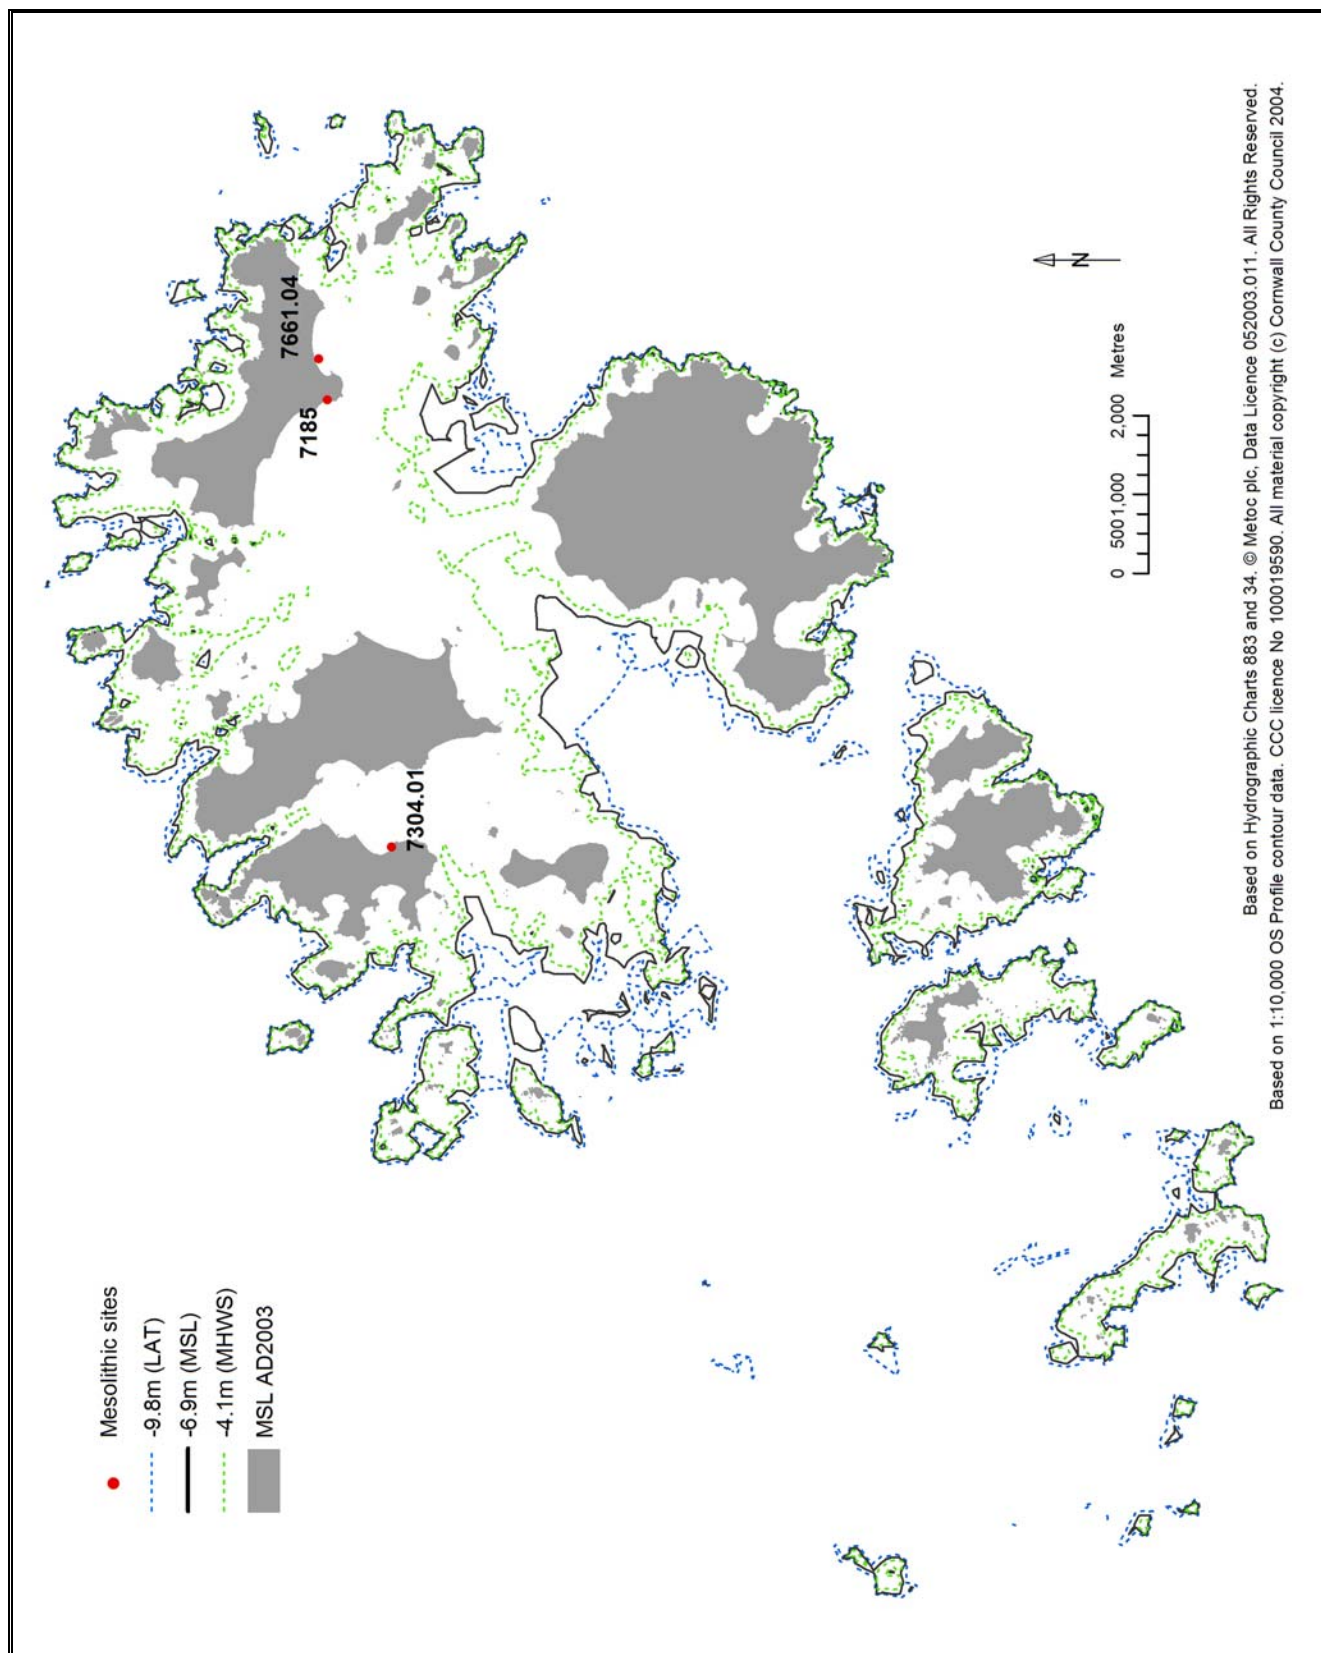 Mesolithic sites
-9.8m (LAT)
-6.9m (MSL)
-4.1m (MHWS)
MSL AD2003
7661.04
7185
7304.01
N
0 5001,000 2,000 Metres
Based on Hydrographic Charts 883 and 34. © Metoc plc, Data Licence 052003.011. All Rights Reserved.
Based on 1:10,000 OS Profile contour data. CCC licence No 100019590. All material copyright (c) Cornwall County Council 2004.